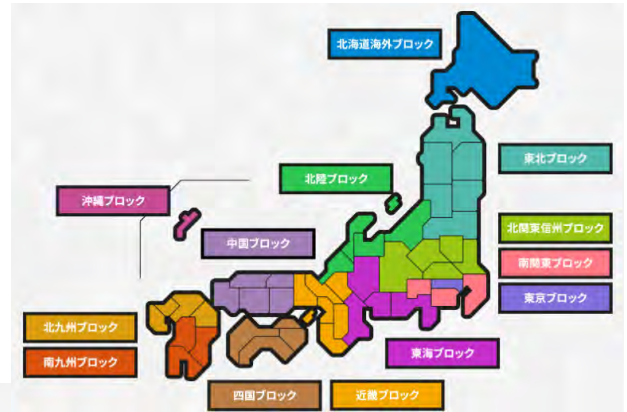 北海道海外ブロック
東北ブロック
北陸ブロック
沖縄ブロック
北関東信州ブロック
中国ブロック
南関東ブロック
東京ブロック
北九州ブロック
東海ブロック
南九州ブロック
四国ブロック
近畿ブロック